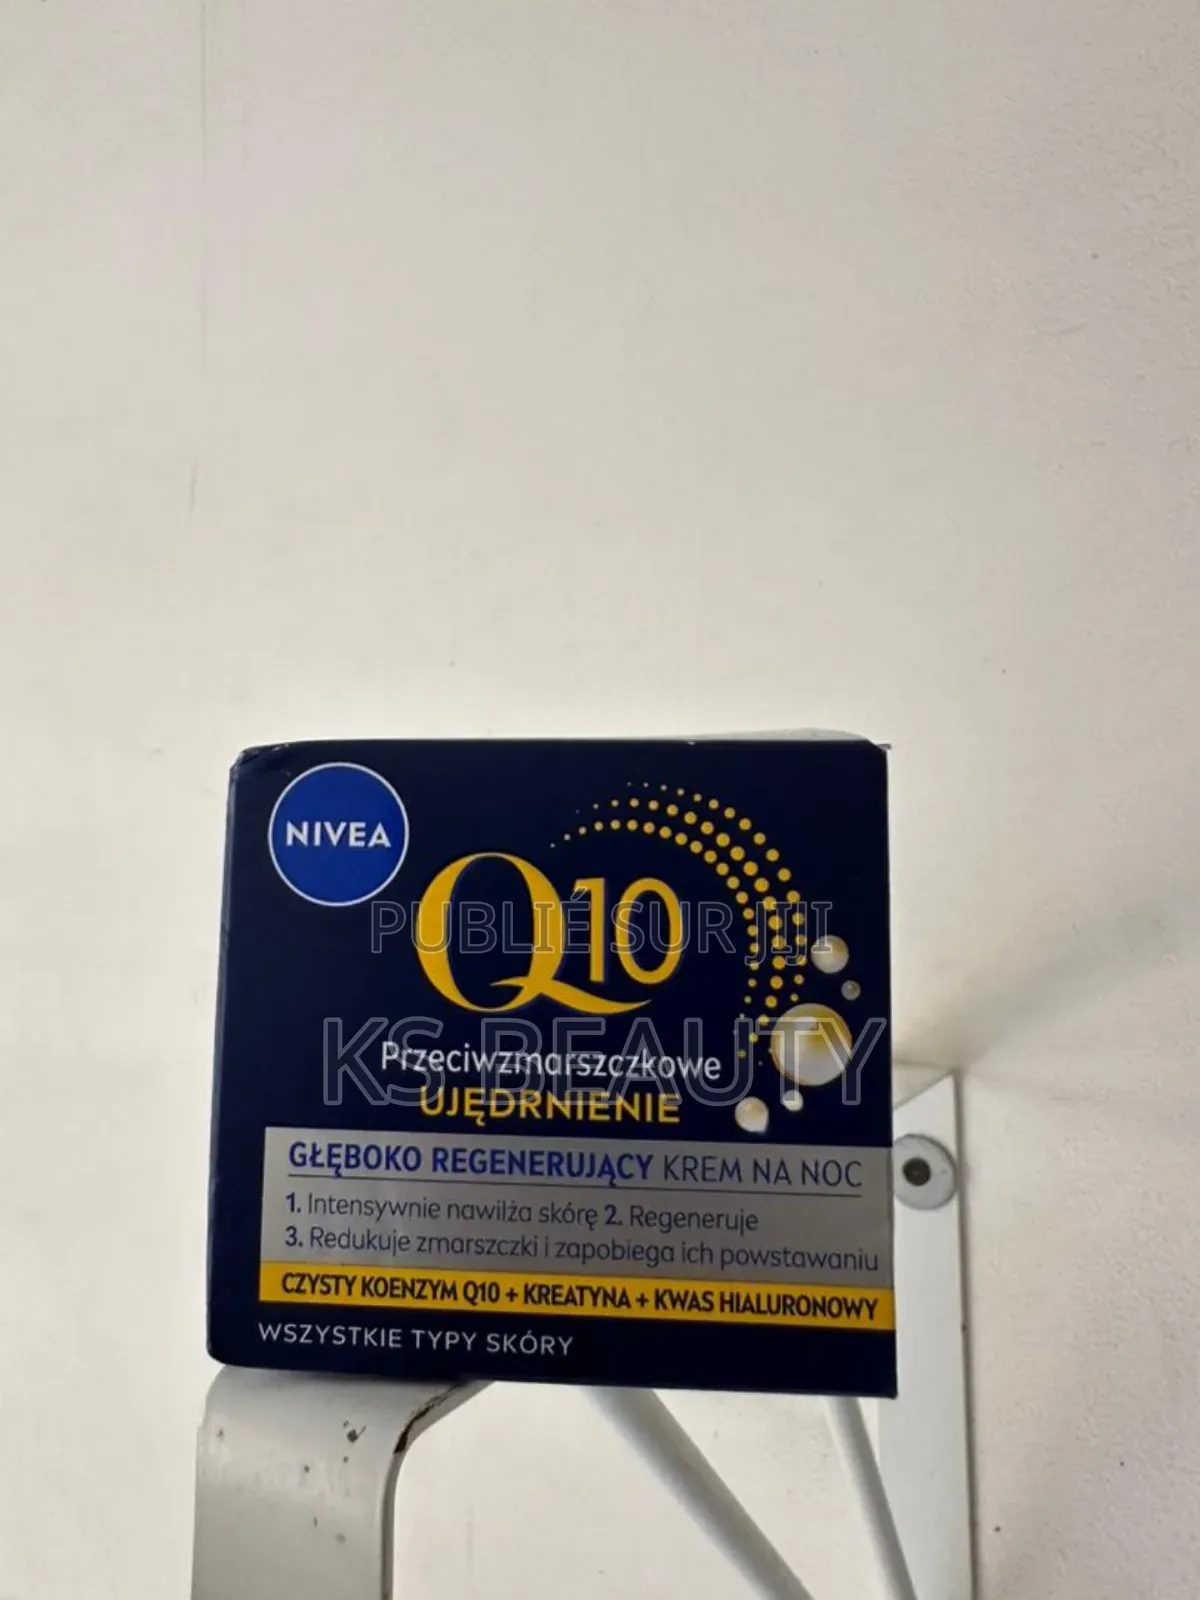 NIVEA
Q10
PUBLIÉ SUR JIJI
KS BEAUTY
Przeciwzmarszczkowe
UJĘDRNIENIE
GŁĘBOKO REGENERUJĄCY KREM NA NOC
1. Intensywnie nawilża skórę 2. Regeneruje
3. Redukuje zmarszczki i zapobiega ich powstawaniu
CZYSTY KOENZYM Q10 + KREATYNA + KWAS HIALURONOWY
WSZYSTKIE TYPY SKÓRY